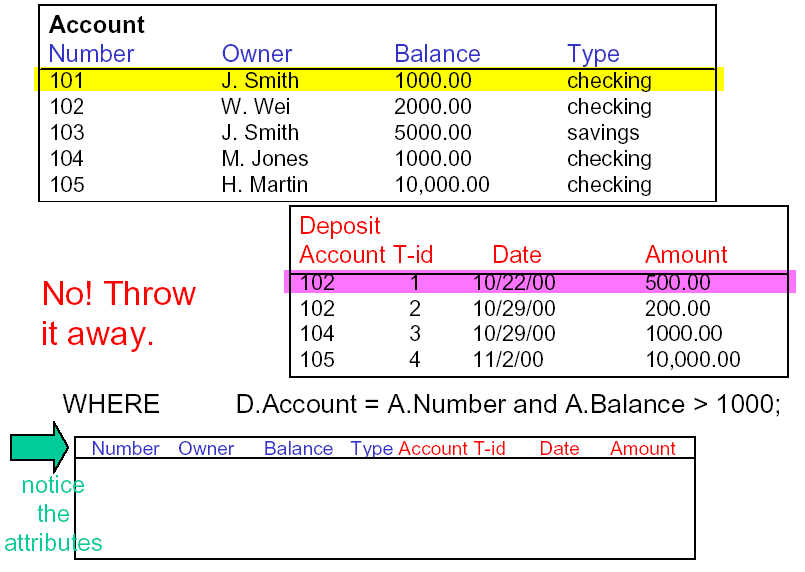 Account
Number Owner Balance Type
101 J. Smith 1000.00 checking
102 W. Wei 2000.00 checking
103 J. Smith 5000.00 savings
104 M. Jones 1000.00 checking
105 H. Martin 10,000.00 checking
Deposit
Account T-id Date Amount
102 1 10/22/00 500.00
102 2 10/29/00 200.00
104 3 10/29/00 1000.00
105 4 11/2/00 10,000.00
No! Throw
it away.
WHERE D.Account = A.Number and A.Balance > 1000;
Number Owner Balance Type Account T-id Date Amount
notice
the
attributes